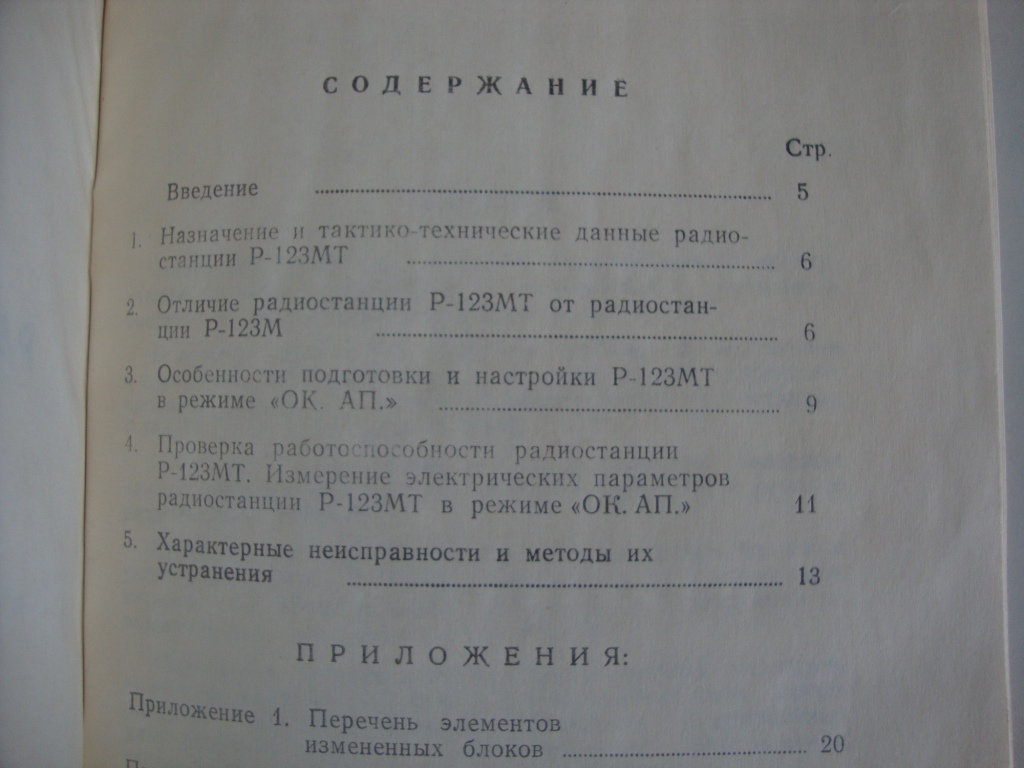 СОДЕРЖАНИЕ
Стр.
Введение ........ 5
1. Назначение и тактико-технические данные радио-
станции Р-123МТ ........ 6
2. Отличие радиостанции Р-123МТ от радиостан-
ции Р-123М ........ 6
3. Особенности подготовки и настройки Р-123МТ
в режиме «ОК. АП.» ........ 9
4. Проверка работоспособности радиостанции
Р-123МТ. Измерение электрических параметров
радиостанции Р-123МТ в режиме «ОК. АП.» 11
5. Характерные неисправности и методы их
устранения ........ 13
ПРИЛОЖЕНИЯ:
Приложение 1. Перечень элементов
измененных блоков ........ 20